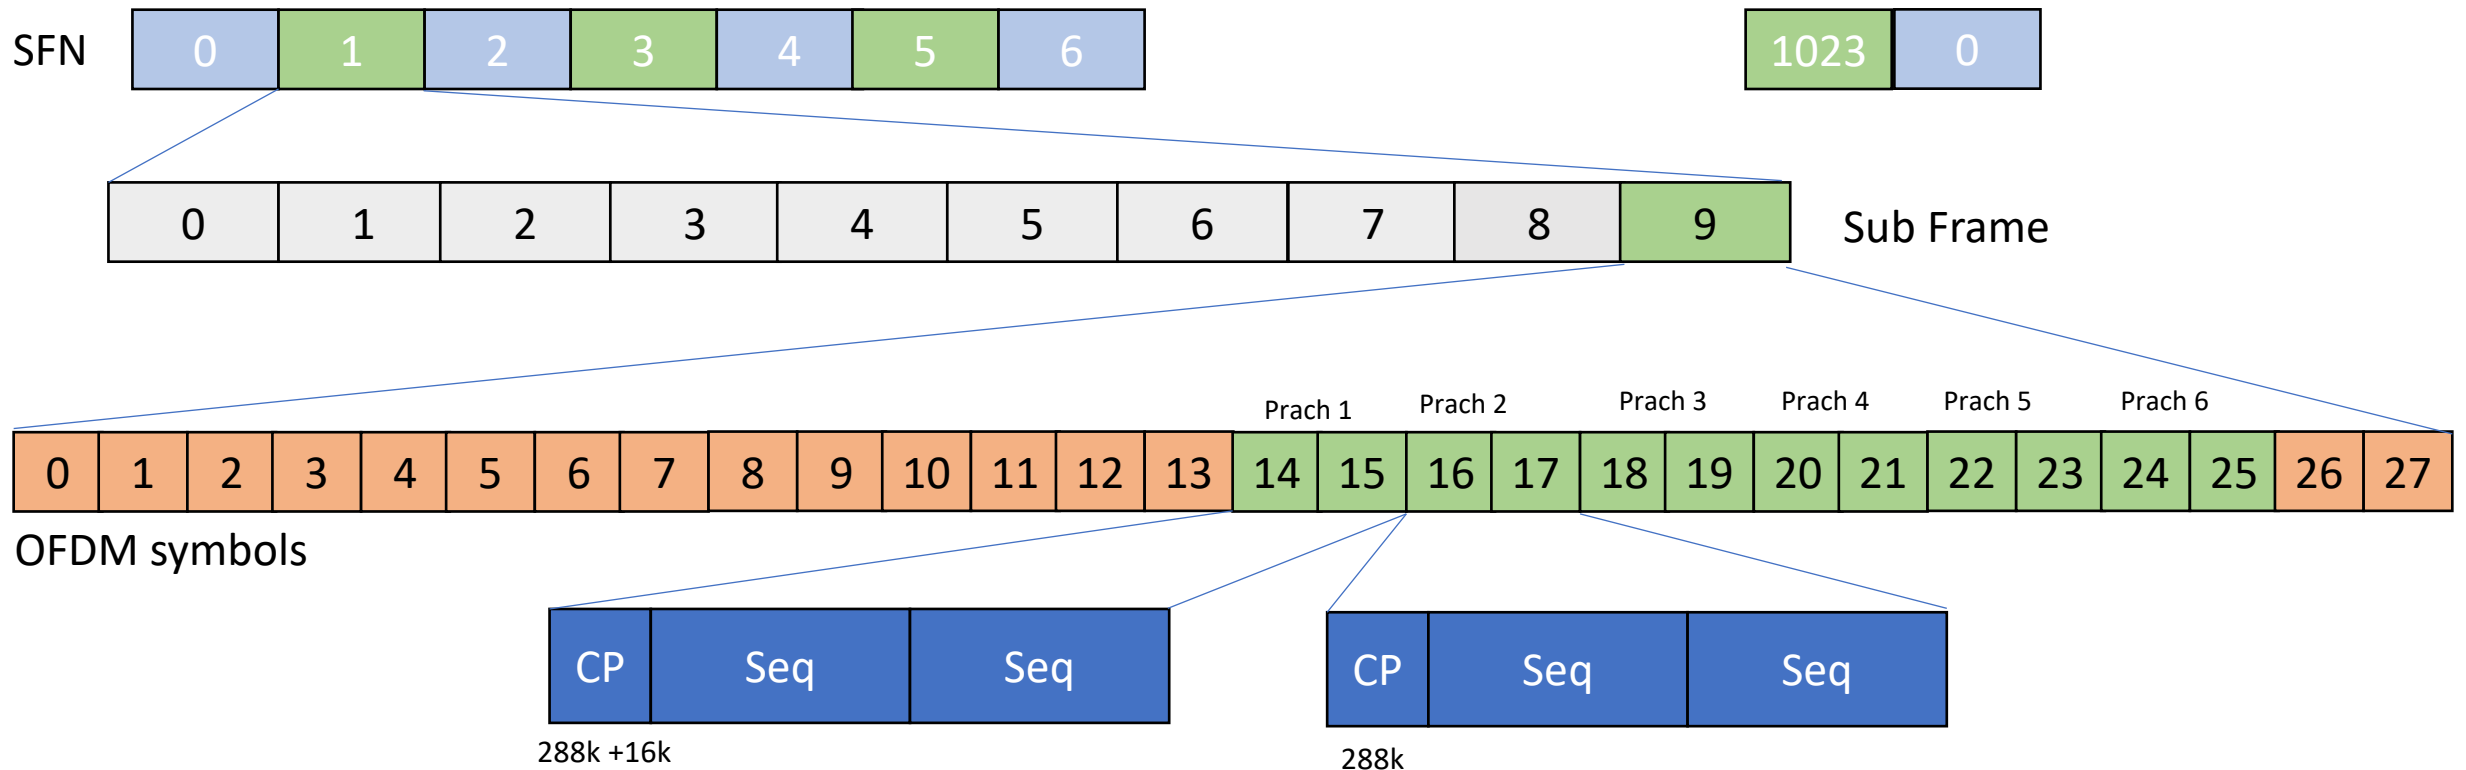 SFN 0 1 2 3 4 5 6 1023 0
0 1 2 3 4 5 6 7 8 9 Sub Frame
Prach 1 Prach 2 Prach 3 Prach 4 Prach 5 Prach 6
0 1 2 3 4 5 6 7 8 9 10 11 12 13 14 15 16 17 18 19 20 21 22 23 24 25 26 27
OFDM symbols
CP Seq Seq CP Seq Seq
288k +16k 288k